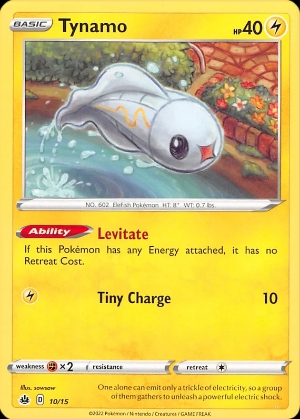 BASIC Tynamo HP40
NO. 602 EleFish Pokémon HT: 8" WT: 0.7 lbs.
Ability Levitate
If this Pokémon has any Energy attached, it has no
Retreat Cost.
Tiny Charge 10
weakness ×2 resistance retreat
Illus. sowsow
D 10/15
One alone can emit only a trickle of electricity, so a group
of them gathers to unleash a powerful electric shock.
©2022 Pokémon / Nintendo / Creatures / GAME FREAK